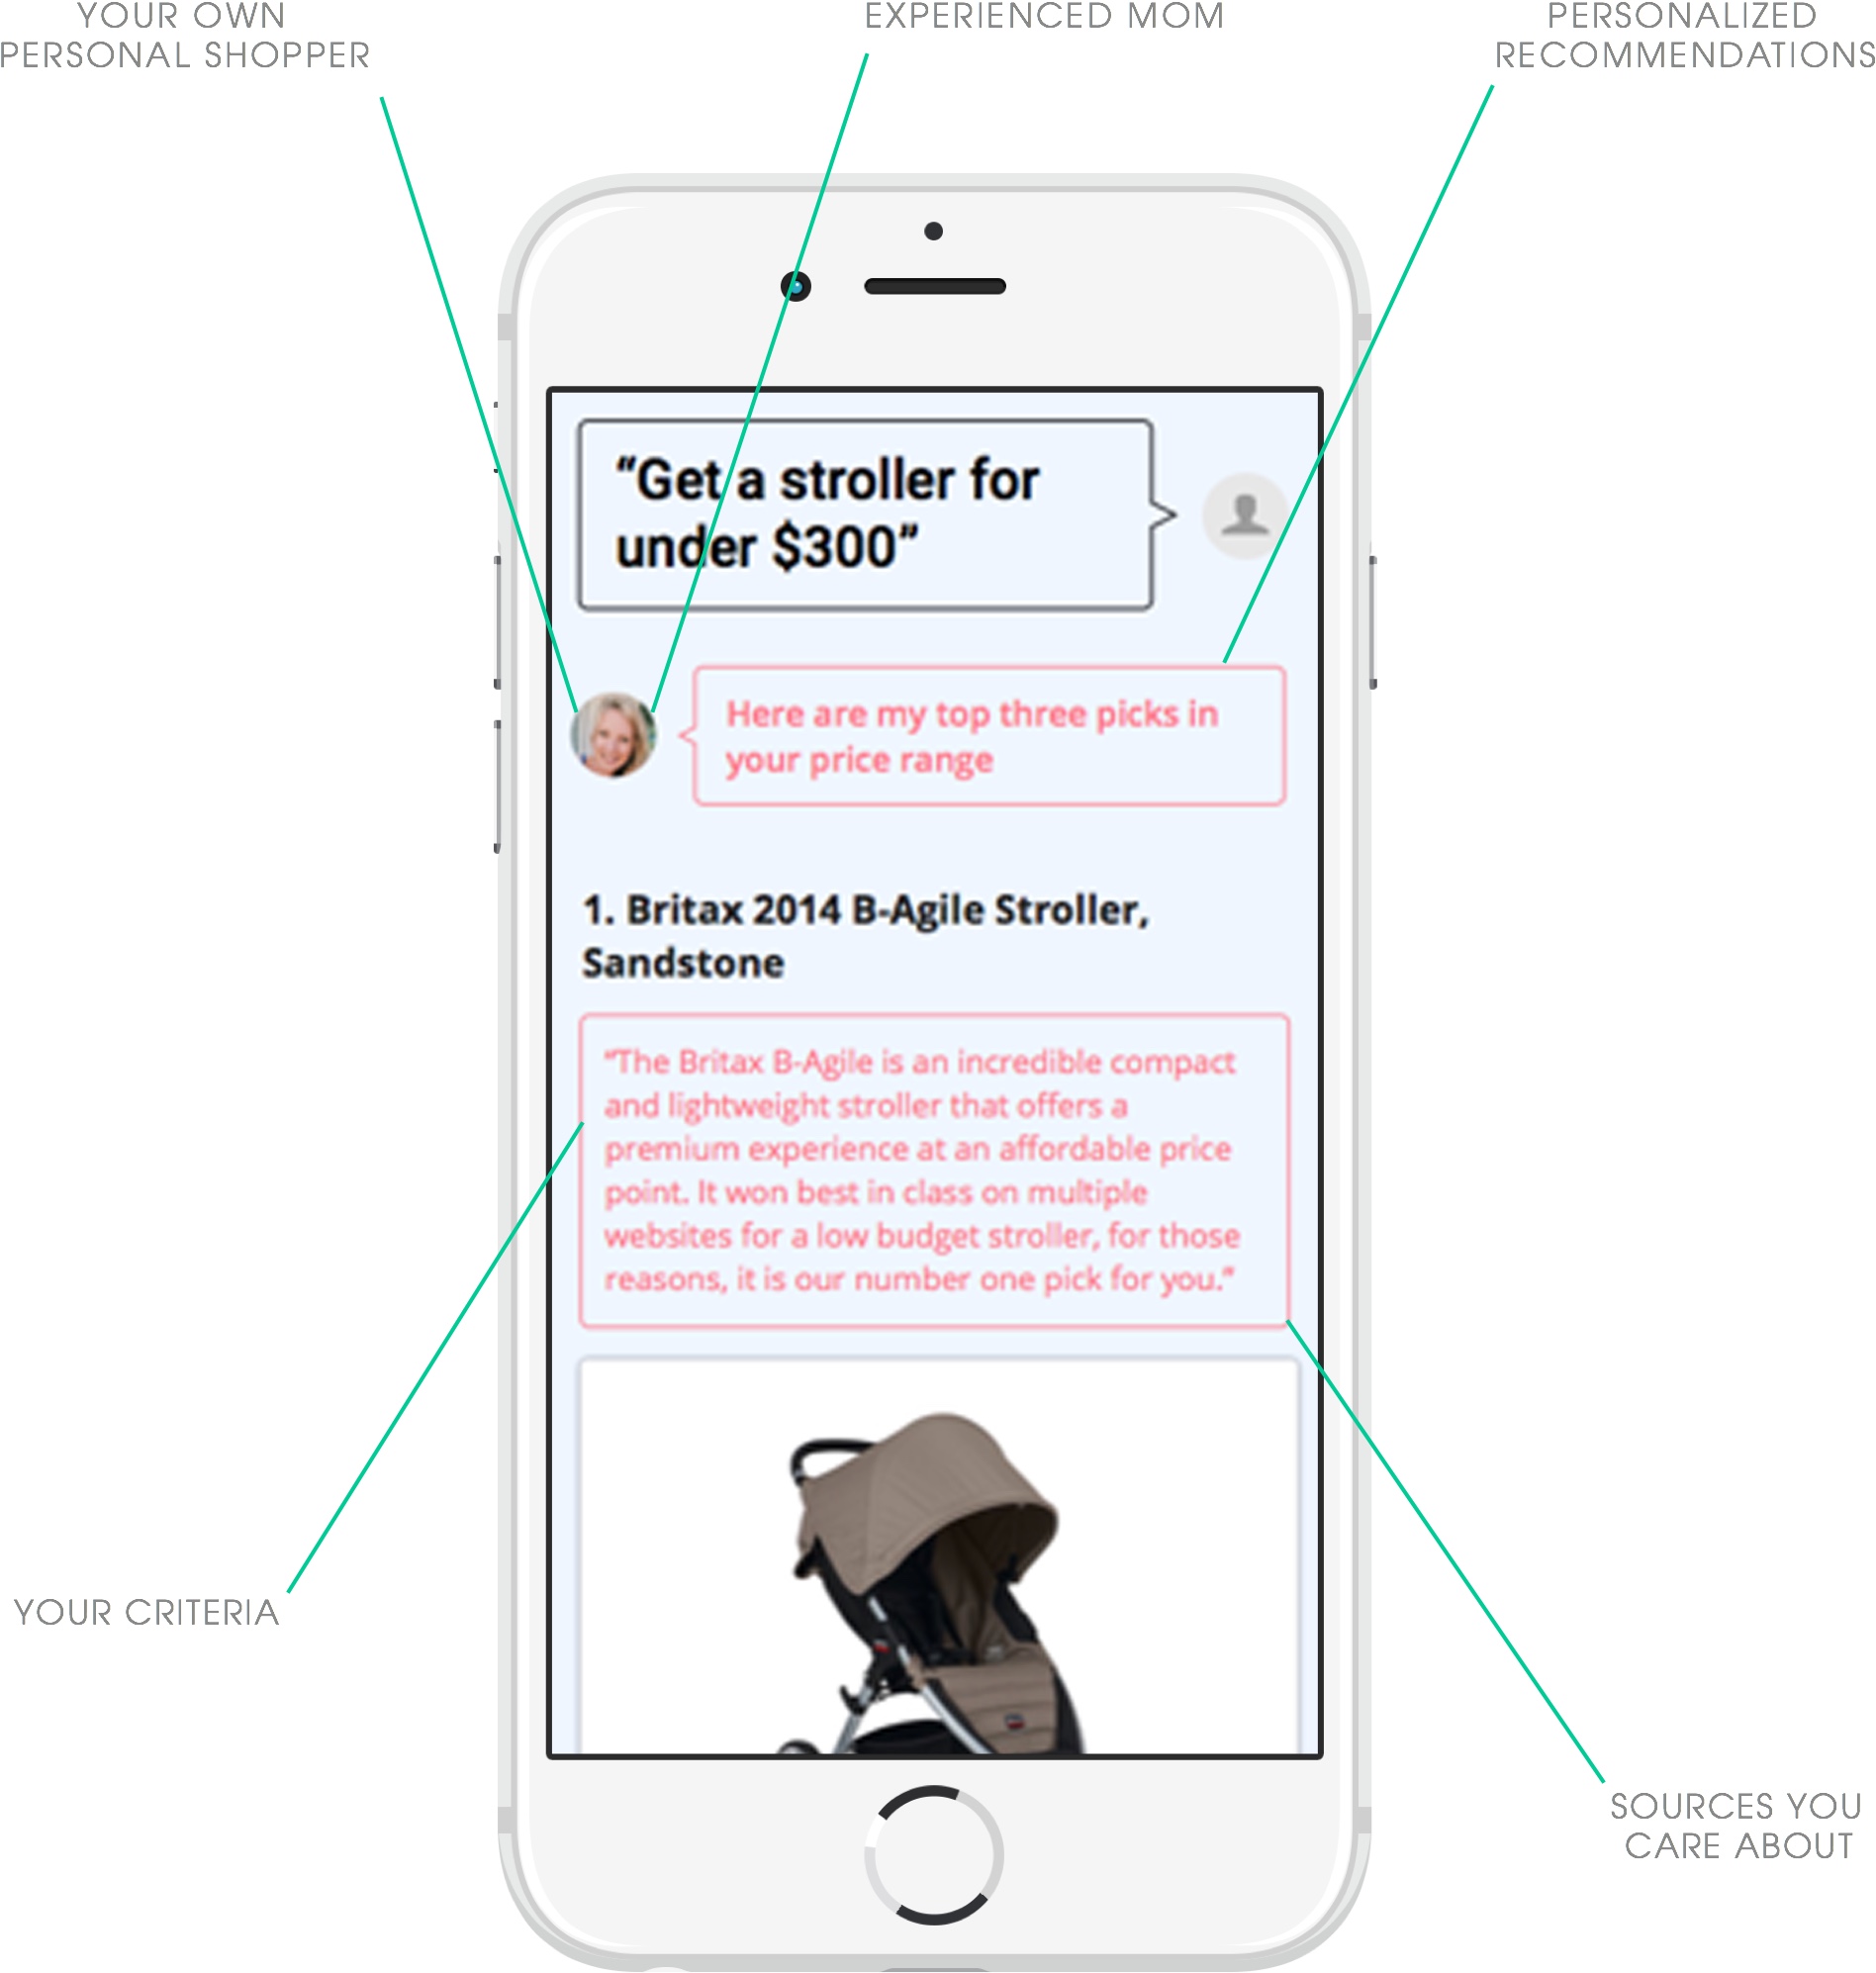 YOUR OWN
PERSONAL SHOPPER
EXPERIENCED MOM
PERSONALIZED
RECOMMENDATIONS
“Get a stroller for
under $300”
Here are my top three picks in
your price range
1. Britax 2014 B-Agile Stroller,
Sandstone
“The Britax B-Agile is an incredible compact
and lightweight stroller that offers a
premium experience at an affordable price
point. It won best in class on multiple
websites for a low budget stroller, for those
reasons, it is our number one pick for you.”
YOUR CRITERIA
SOURCES YOU
CARE ABOUT